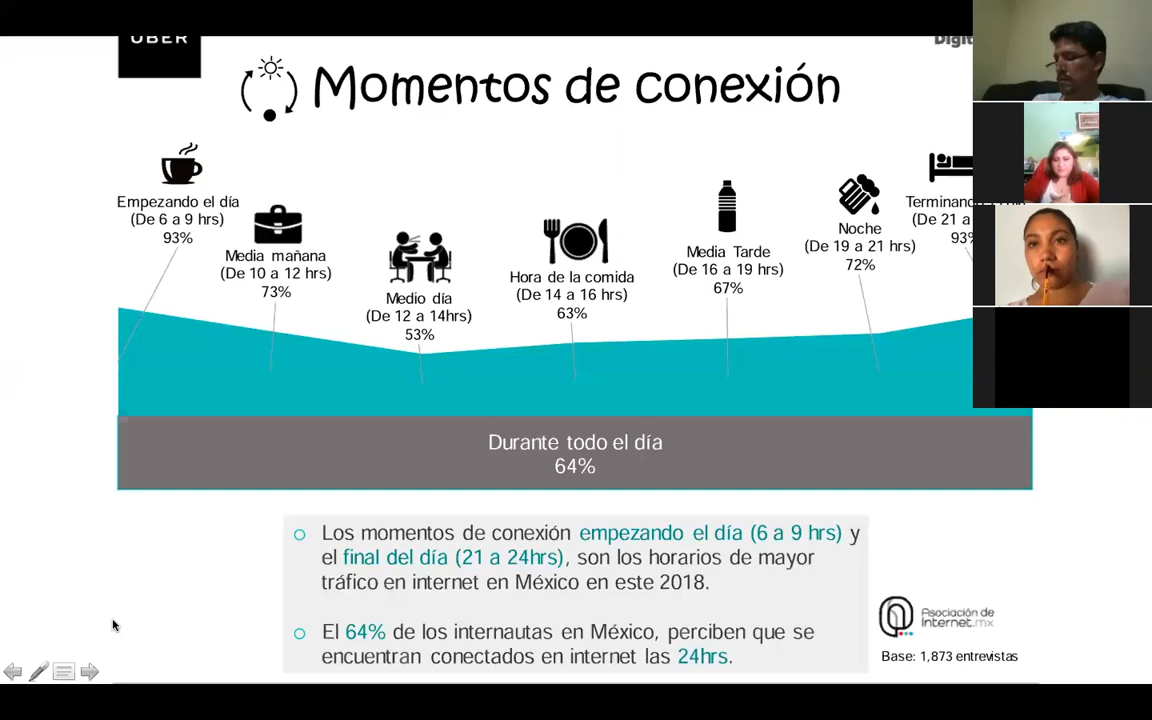 UBER
Momentos de conexión
Empezando el día
(De 6 a 9 hrs)
93%
Media mañana
(De 10 a 12 hrs)
73%
Medio día
(De 12 a 14hrs)
53%
Hora de la comida
(De 14 a 16 hrs)
63%
Media Tarde
(De 16 a 19 hrs)
67%
Noche
(De 19 a 21 hrs)
72%
(De 21 a
93%
Durante todo el día
64%
Los momentos de conexión empezando el día (6 a 9 hrs) y
el final del día (21 a 24hrs), son los horarios de mayor
tráfico en internet en México en este 2018.
El 64% de los internautas en México, perciben que se
encuentran conectados en internet las 24hrs.
Asociación de
Internet.mx
Base: 1,873 entrevistas